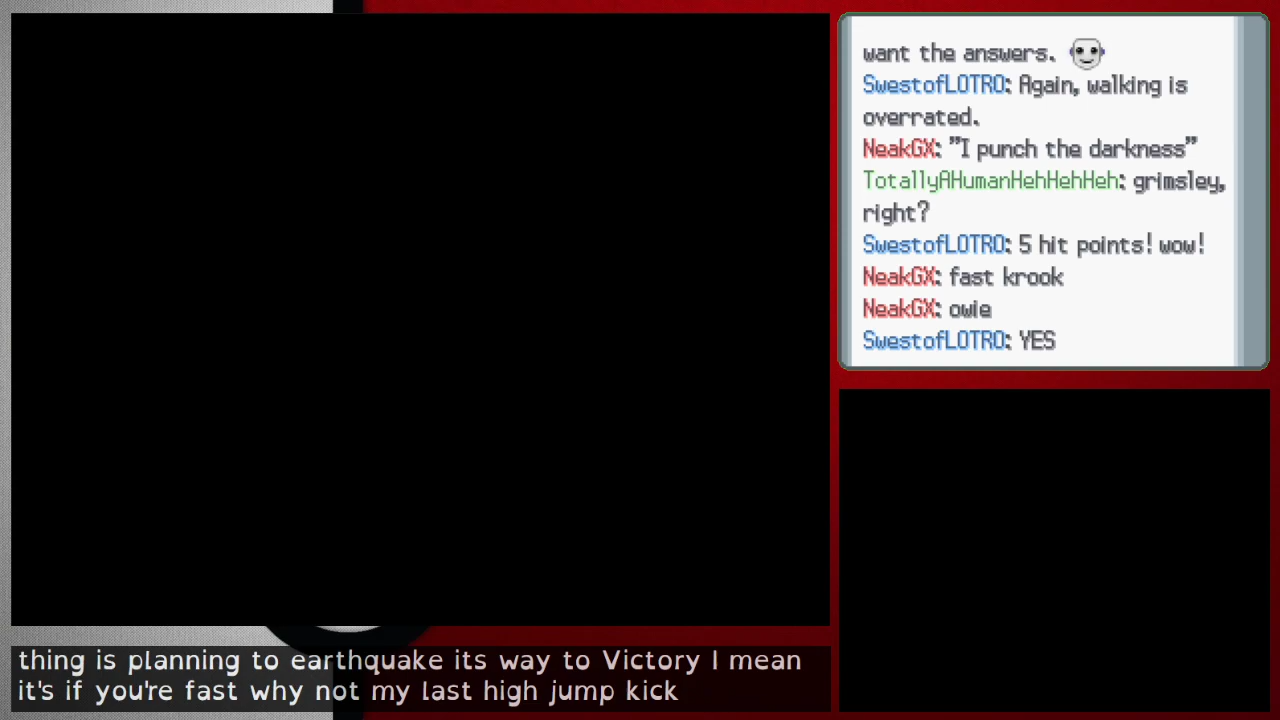 want the answers.
SwestofLOTRO: Again, walking is
overrated.
NeakGX: "I punch the darkness"
TotallyAHumanHehHehHeh: grimsley,
right?
SwestofLOTRO: 5 hit points! wow!
NeakGX: fast krook
NeakGX: owie
SwestofLOTRO: YES
thing is planning to earthquake its way to Victory I mean
it's if you're fast why not my last high jump kick